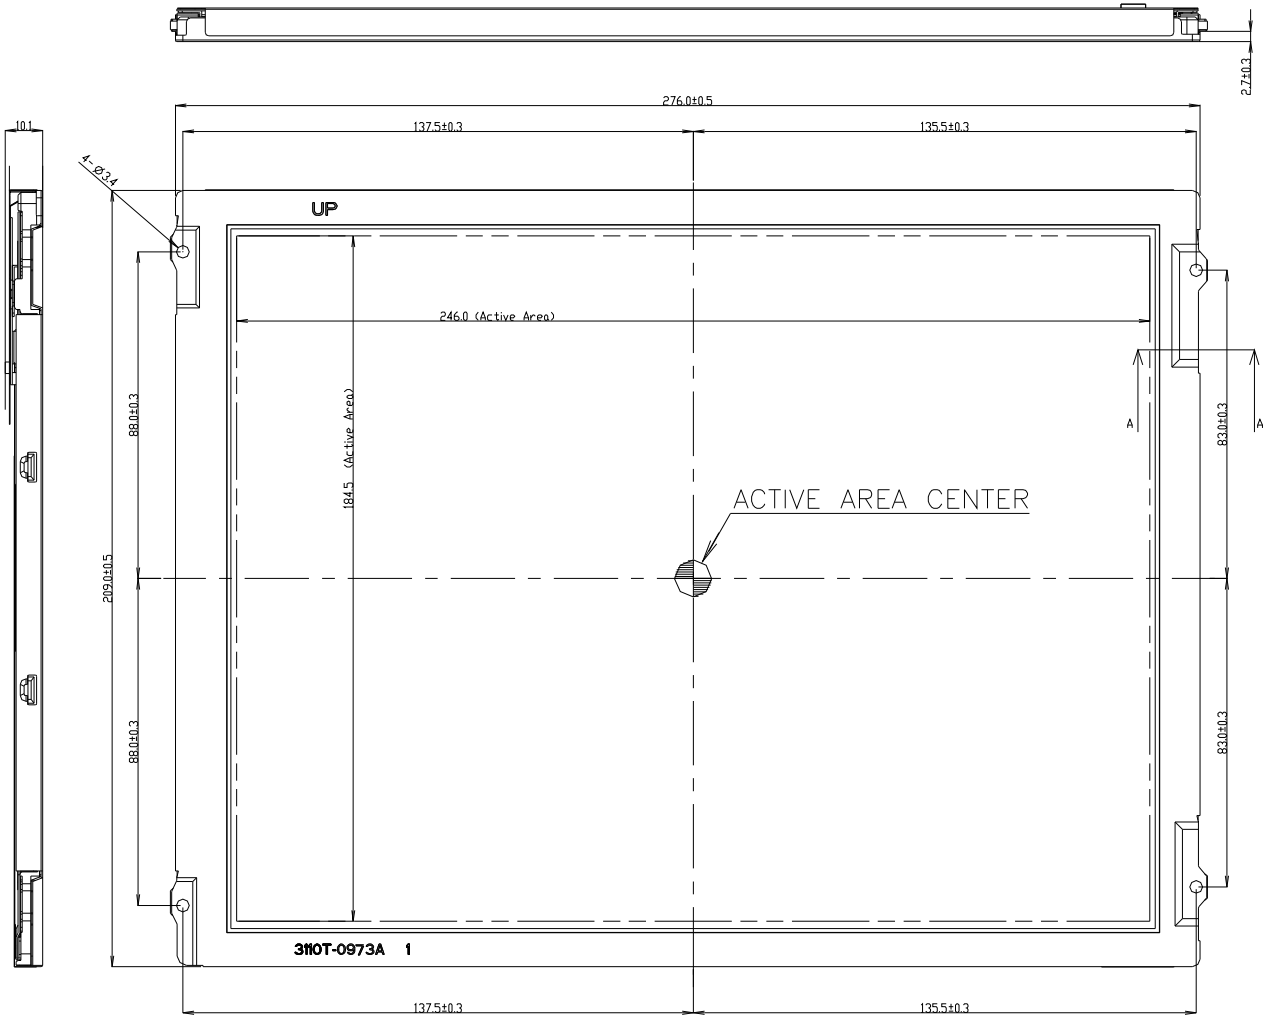 2.7±0.3
276.0±0.5
137.5±0.3
135.5±0.3
10.1
4-Ø3.4
UP
246.0 (Active Area)
184.5 (Active Area)
88.0±0.3
83.0±0.3
A
A
ACTIVE AREA CENTER
209.0±0.5
88.0±0.3
83.0±0.3
3110T-0973A 1
137.5±0.3
135.5±0.3